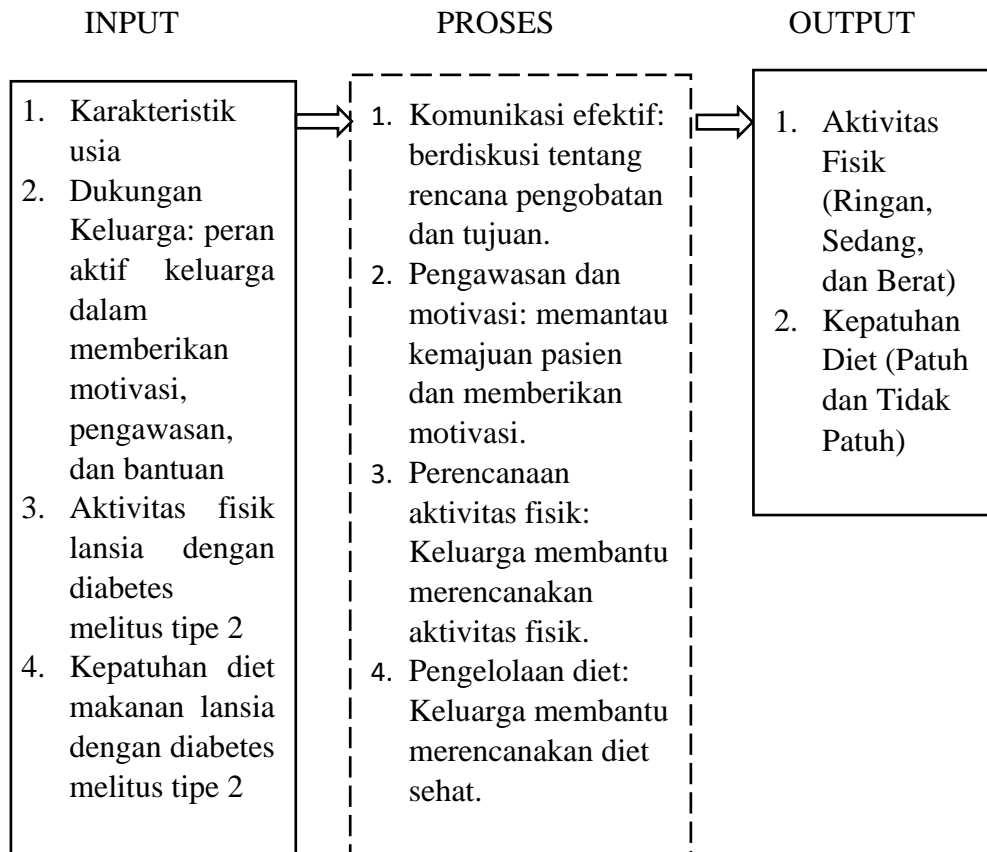 INPUT
PROSES
OUTPUT
1. Karakteristik
usia
2. Dukungan
Keluarga: peran
aktif keluarga
dalam
memberikan
motivasi,
pengawasan,
dan bantuan
3. Aktivitas fisik
lansia dengan
diabetes
melitus tipe 2
4. Kepatuhan diet
makanan lansia
dengan diabetes
melitus tipe 2
1. Komunikasi efektif:
berdiskusi tentang
rencana pengobatan
dan tujuan.
2. Pengawasan dan
motivasi: memantau
kemajuan pasien
dan memberikan
motivasi.
3. Perencanaan
aktivitas fisik:
Keluarga membantu
merencanakan
aktivitas fisik.
4. Pengelolaan diet:
Keluarga membantu
merencanakan diet
sehat.
1. Aktivitas
Fisik
(Ringan,
Sedang,
dan Berat)
2. Kepatuhan
Diet (Patuh
dan Tidak
Patuh)